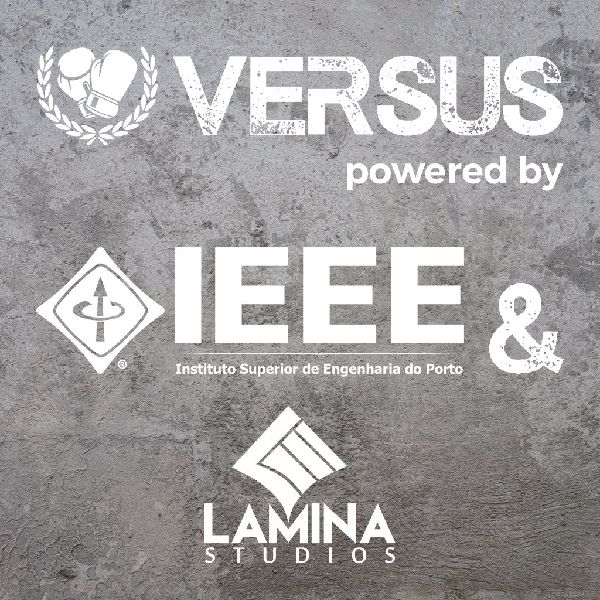 VERSUS
powered by
IEEE &
®
Instituto Superior de Engenharia do Porto
LAMINA
STUDIOS